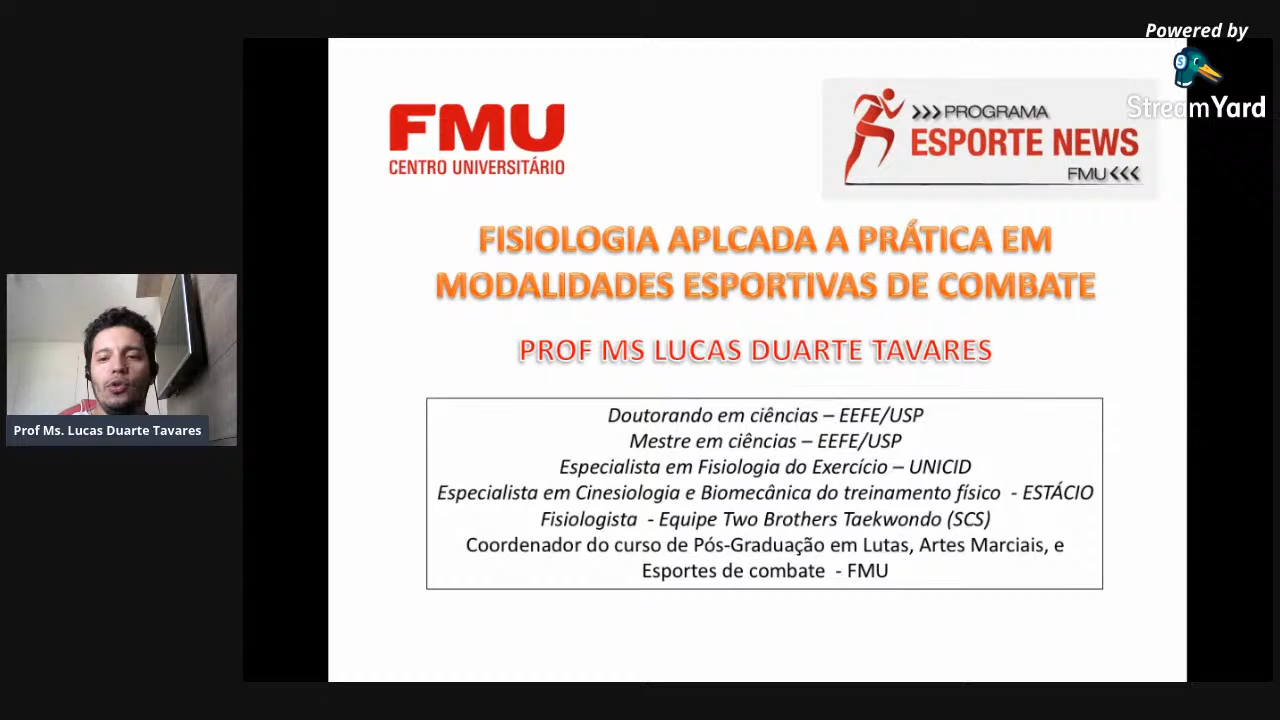 Powered by
StreamYard
FMU
CENTRO UNIVERSITÁRIO
>>> PROGRAMA
ESPORTE NEWS
FMU <<<
FISIOLOGIA APLCADA A PRÁTICA EM
MODALIDADES ESPORTIVAS DE COMBATE
PROF MS LUCAS DUARTE TAVARES
Doutorando em ciências – EEFE/USP
Mestre em ciências – EEFE/USP
Especialista em Fisiologia do Exercício – UNICID
Especialista em Cinesiologia e Biomecânica do treinamento físico - ESTÁCIO
Fisiologista - Equipe Two Brothers Taekwondo (SCS)
Coordenador do curso de Pós-Graduação em Lutas, Artes Marciais, e
Esportes de combate - FMU
Prof Ms. Lucas Duarte Tavares